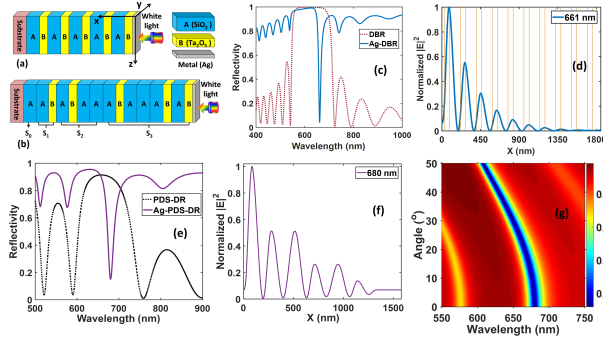 y
x
z
Substrate
A B A B A B A B A B
White light
(a)
A (SiO₂)
B (Ta₂O₅)
Metal (Ag)
Substrate
White light
(b)
S₀ S₁ S₂ S₃
Reflectivity
1
0.8
0.6
0.4
0.2
0
DBR
Ag-DBR
(c)
400 600 800 1000
Wavelength (nm)
Normalized |E|²
1
0.8
0.6
0.4
0.2
0
661 nm
(d)
0 450 900 1350 1800
X (nm)
Reflectivity
1
0.8
0.6
0.4
0.2
0
PDS-DR
Ag-PDS-DR
(e)
500 600 700 800 900
Wavelength (nm)
Normalized |E|²
1
0.8
0.6
0.4
0.2
0
680 nm
(f)
0 500 1000 1500
X (nm)
Angle (°)
50
40
30
20
10
0
(g)
550 600 650 700 750
Wavelength (nm)